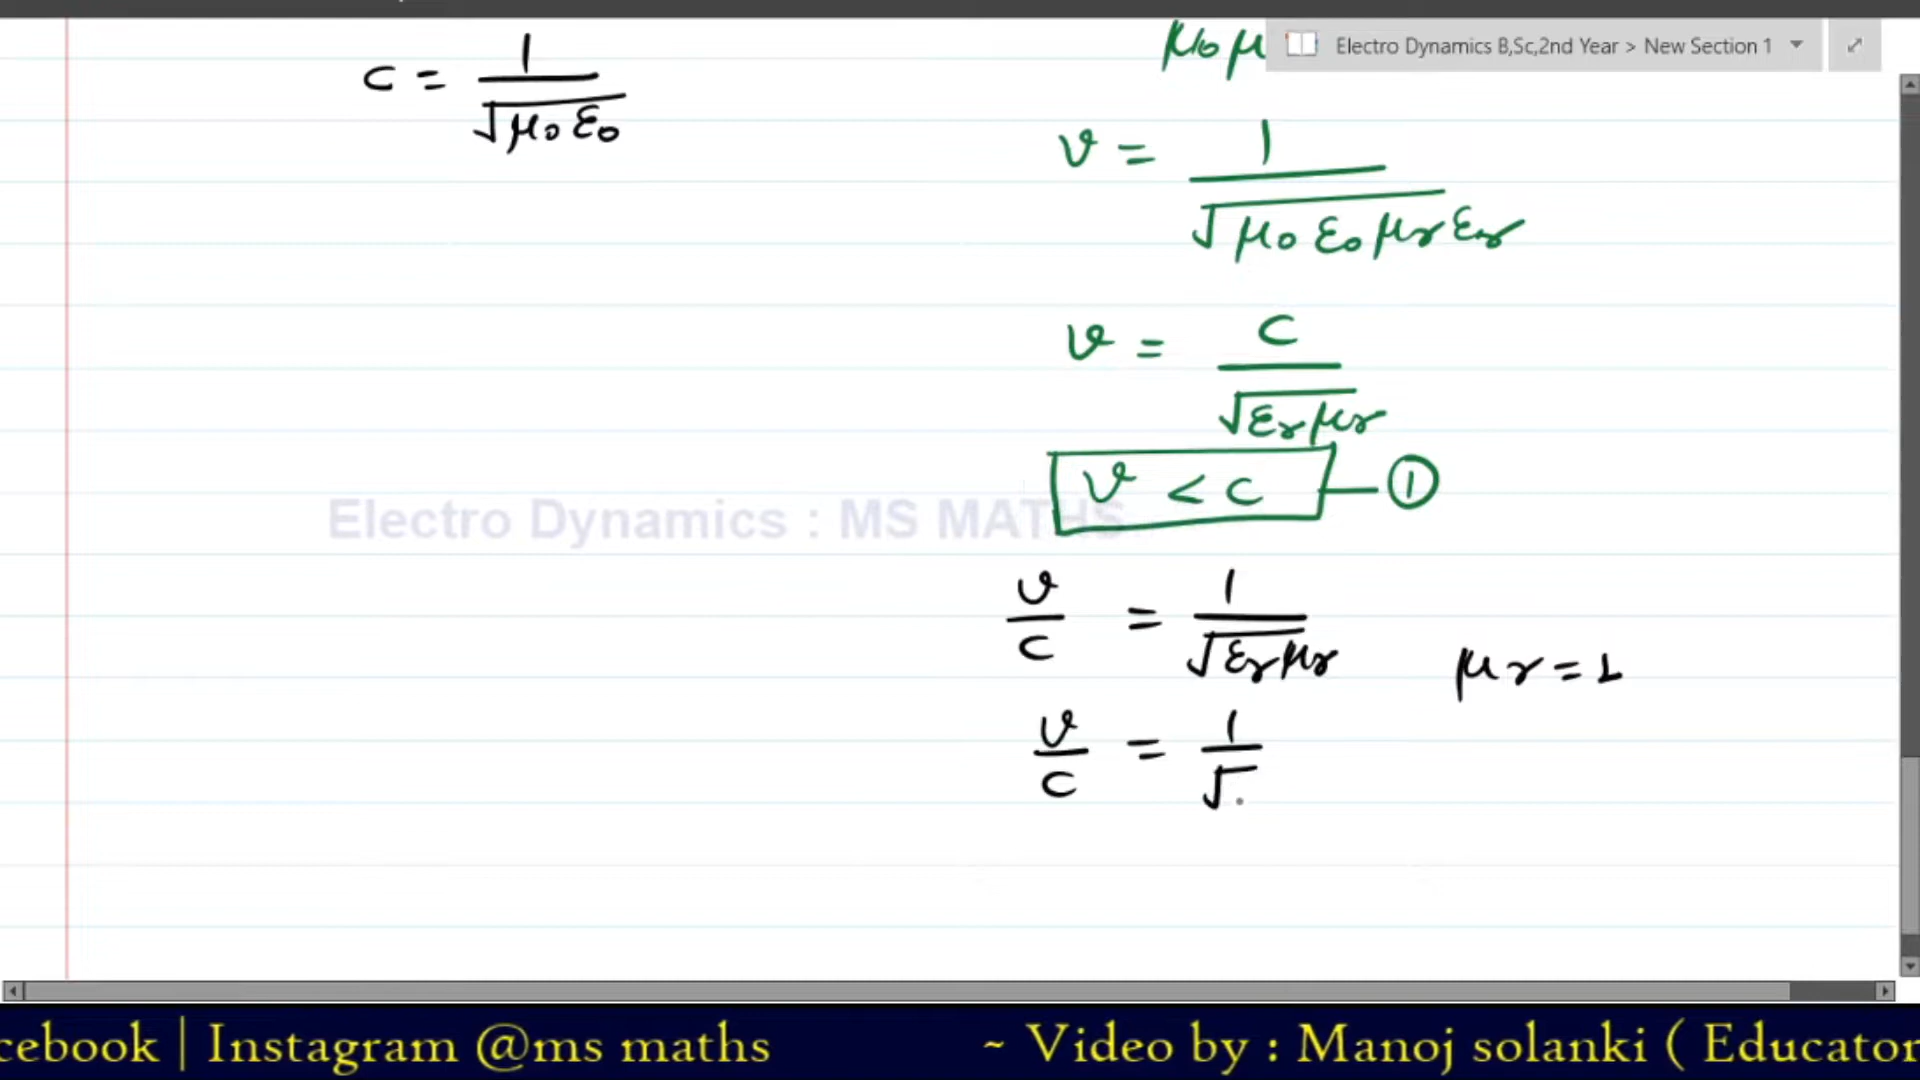 Electro Dynamics B,Sc,2nd Year > New Section 1
c = 1 / √μ₀ε₀
μ₀μ
v = 1 / √μ₀ε₀μᵣεᵣ
v = c / √εᵣμᵣ
v < c — ①
Electro Dynamics : MS MATHS
v/c = 1 / √εᵣμᵣ
μr = 1
v/c = 1 / √
cebook | Instagram @ms maths ~ Video by : Manoj solanki ( Educator